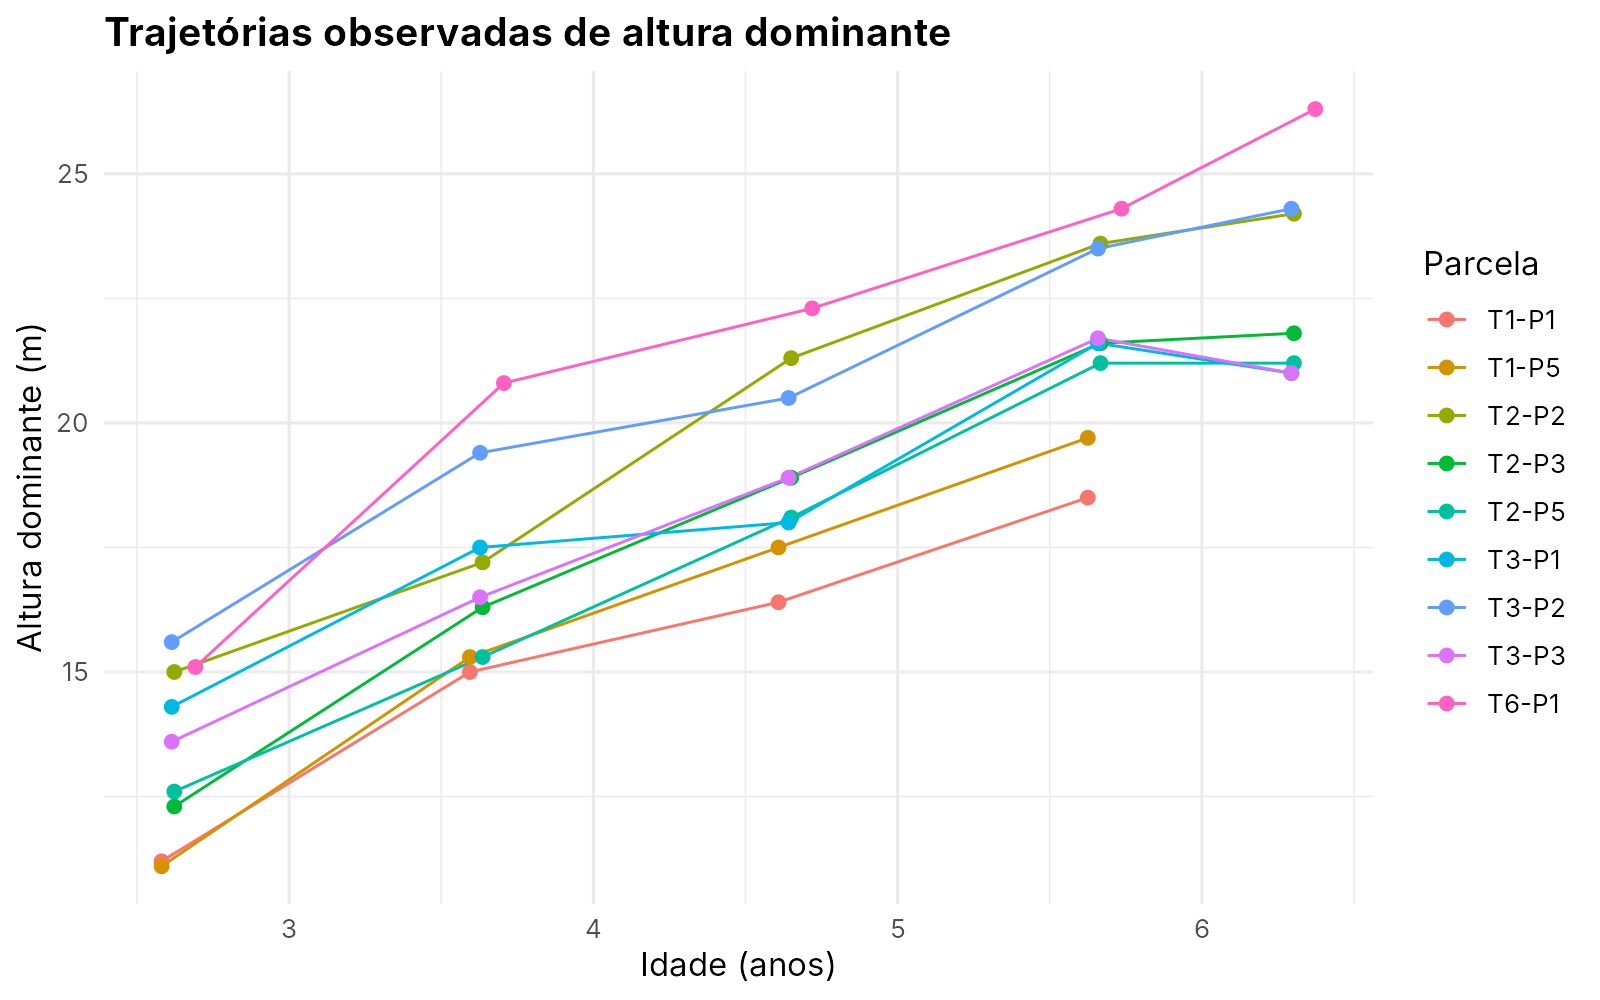 Trajetórias observadas de altura dominante
Altura dominante (m)
25
20
15
3
4
5
6
Idade (anos)
Parcela
T1-P1
T1-P5
T2-P2
T2-P3
T2-P5
T3-P1
T3-P2
T3-P3
T6-P1